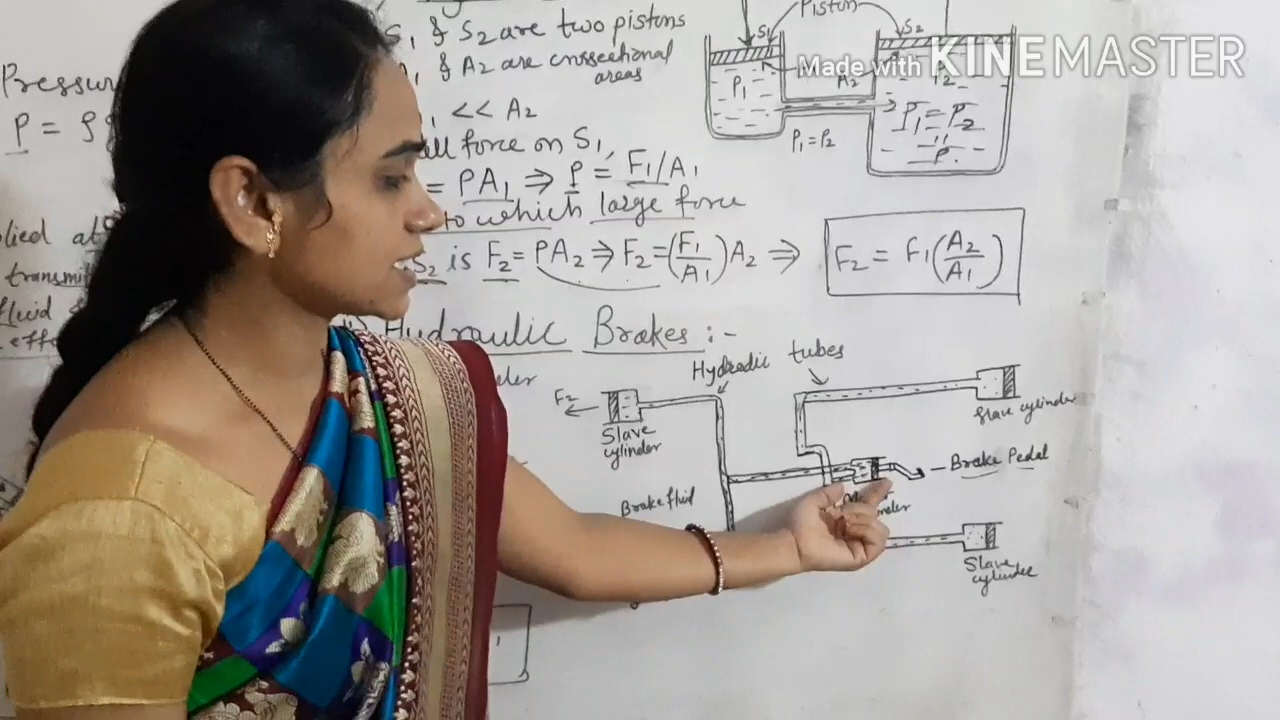 S₁ & S₂ are two pistons
& A₂ are crossectional
areas
<< A₂
force on S₁,
= PA₁ ⇒ P = F₁/A₁
to which large force
S₂ is F₂ = PA₂ ⇒ F₂ = (F₁/A₁) A₂ ⇒
F₂ = F₁ (A₂/A₁)
Pressur
P = ρg
plied at
transmit
fluid
effe
Piston
S₁
S₂
Made with KINEMASTER
P₁
A₂
P₂
P₁ = P₂
P₁ = P₂
"
P
Hydraulic Brakes :-
Hydraulic tubes
F₂
Slave
cylinder
Slave cylinder
Brake Pedal
Brake fluid
Slave
cylinder